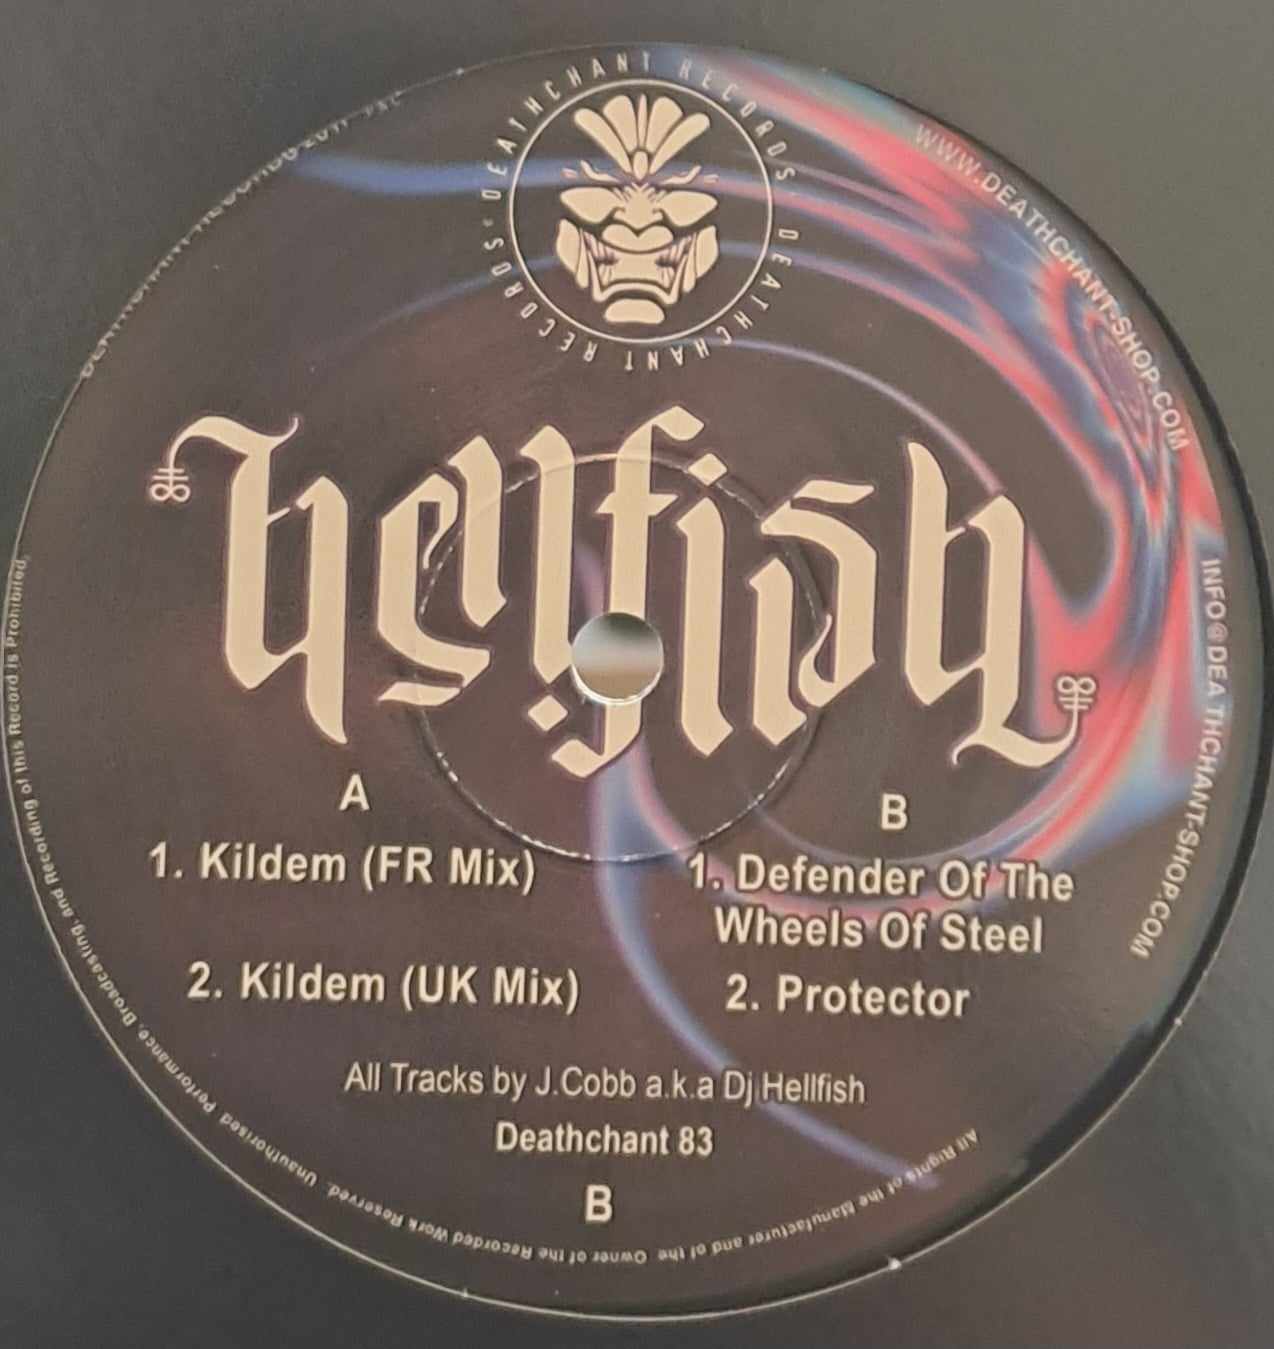 DEATHCHANT RECORDS
DEATHCHANT RECORDS
WWW.DEATHCHANT-SHOP.COM
INFO@DEATHCHANT-SHOP.COM
hellfish
A
1. Kildem (FR Mix)
2. Kildem (UK Mix)
B
1. Defender Of The
Wheels Of Steel
2. Protector
All Tracks by J.Cobb a.k.a Dj Hellfish
Deathchant 83
B
All Rights of the Manufacturer and of the Owner of the Recorded Work Reserved. Unauthorised Performance, Broadcasting, and Recording of this Record is Prohibited.